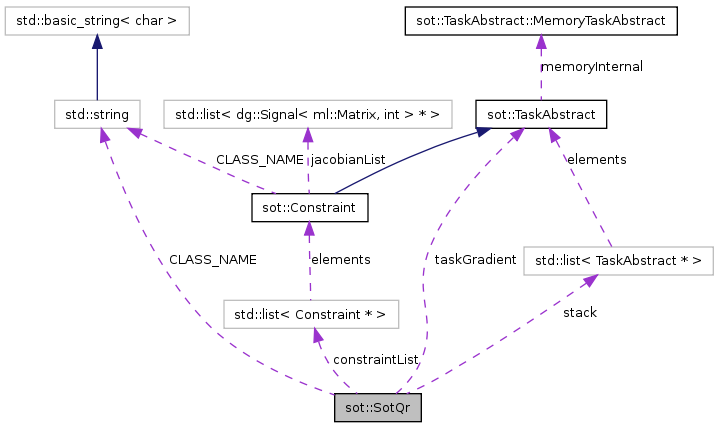 std::basic_string< char >
sot::TaskAbstract::MemoryTaskAbstract
memoryInternal
std::string
std::list< dg::Signal< ml::Matrix, int > * >
sot::TaskAbstract
CLASS_NAME
jacobianList
elements
sot::Constraint
CLASS_NAME
elements
taskGradient
std::list< TaskAbstract * >
std::list< Constraint * >
stack
constraintList
sot::SotQr